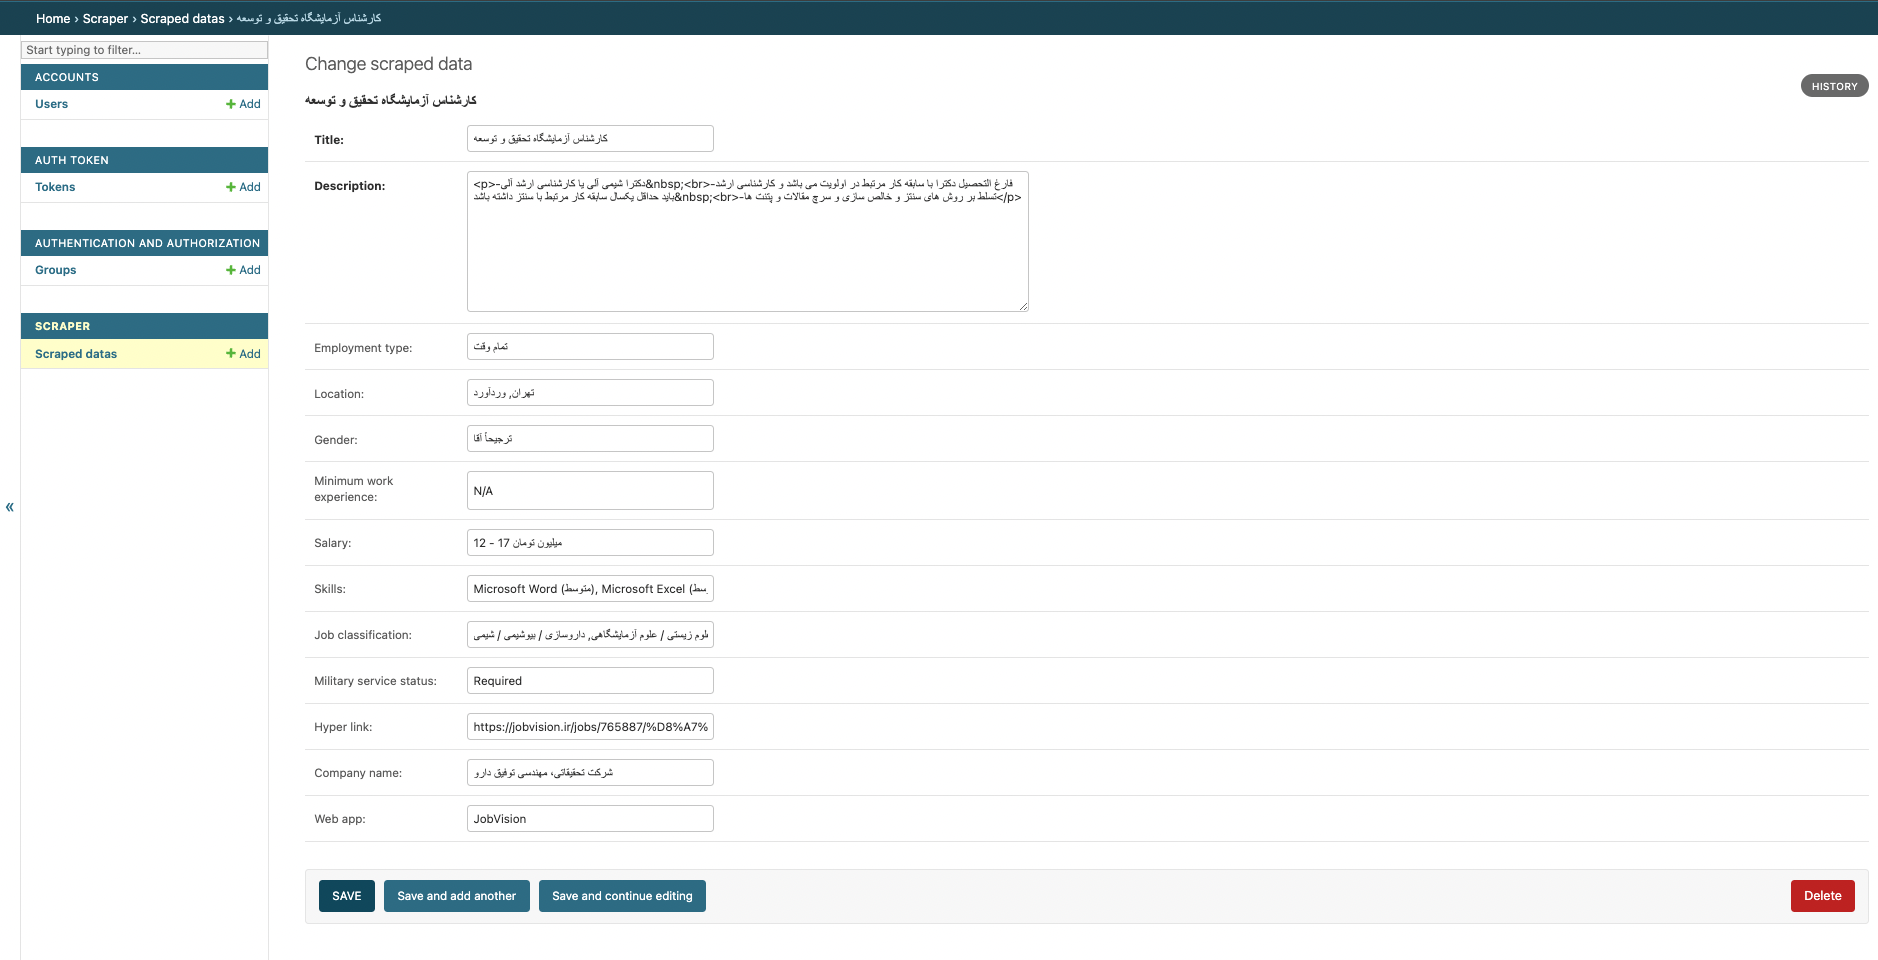 Home › Scraper › Scraped datas › کارشناس آزمایشگاه تحقیق و توسعه
Start typing to filter...
ACCOUNTS
Users
+ Add
AUTH TOKEN
Tokens
+ Add
AUTHENTICATION AND AUTHORIZATION
Groups
+ Add
SCRAPER
Scraped datas
+ Add
«
Change scraped data
HISTORY
کارشناس آزمایشگاه تحقیق و توسعه
Title:
کارشناس آزمایشگاه تحقیق و توسعه
Description:
<p>-دکترا شیمی آلی یا کارشناسی ارشد آلی&nbsp;<br>-فارغ التحصیل دکترا با سابقه کار مرتبط در اولویت می باشد و کارشناسی ارشد
باید حداقل یکسال سابقه کار مرتبط با سنتز داشته باشد&nbsp;<br>-تسلط بر روش های سنتز و خالص سازی و سرچ مقالات و پتنت ها</p>
Employment type:
تمام وقت
Location:
تهران, وردآورد
Gender:
ترجیحاً آقا
Minimum work
experience:
N/A
Salary:
12 - 17 میلیون تومان
Skills:
Microsoft Word (متوسط), Microsoft Excel (
Job classification:
زیستی / علوم آزمایشگاهی, داروسازی / بیوشیمی / شیمی
Military service status:
Required
Hyper link:
https://jobvision.ir/jobs/765887/%D8%A7%
Company name:
شرکت تحقیقاتی، مهندسی توفیق دارو
Web app:
JobVision
SAVE
Save and add another
Save and continue editing
Delete